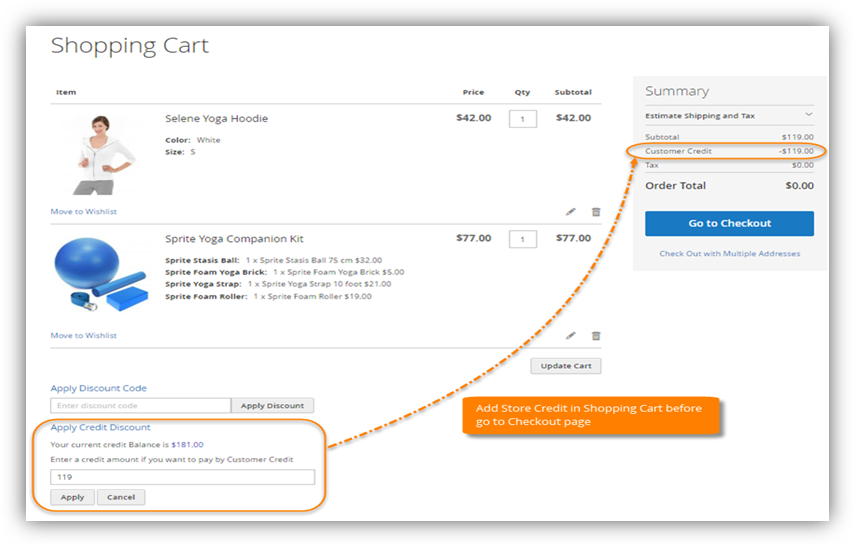 Shopping Cart
Item Price Qty Subtotal
Selene Yoga Hoodie $42.00 1 $42.00
Color: White
Size: S
Move to Wishlist
Sprite Yoga Companion Kit $77.00 1 $77.00
Sprite Stasis Ball: 1 x Sprite Stasis Ball 75 cm $32.00
Sprite Foam Yoga Brick: 1 x Sprite Foam Yoga Brick $5.00
Sprite Yoga Strap: 1 x Sprite Yoga Strap 10 foot $21.00
Sprite Foam Roller: 1 x Sprite Foam Roller $19.00
Move to Wishlist
Update Cart
Apply Discount Code
Enter discount code Apply Discount
Apply Credit Discount
Your current credit Balance is $181.00
Enter a credit amount if you want to pay by Customer Credit
119
Apply Cancel
Add Store Credit in Shopping Cart before
go to Checkout page
Summary
Estimate Shipping and Tax
Subtotal $119.00
Customer Credit -$119.00
Tax $0.00
Order Total $0.00
Go to Checkout
Check Out with Multiple Addresses